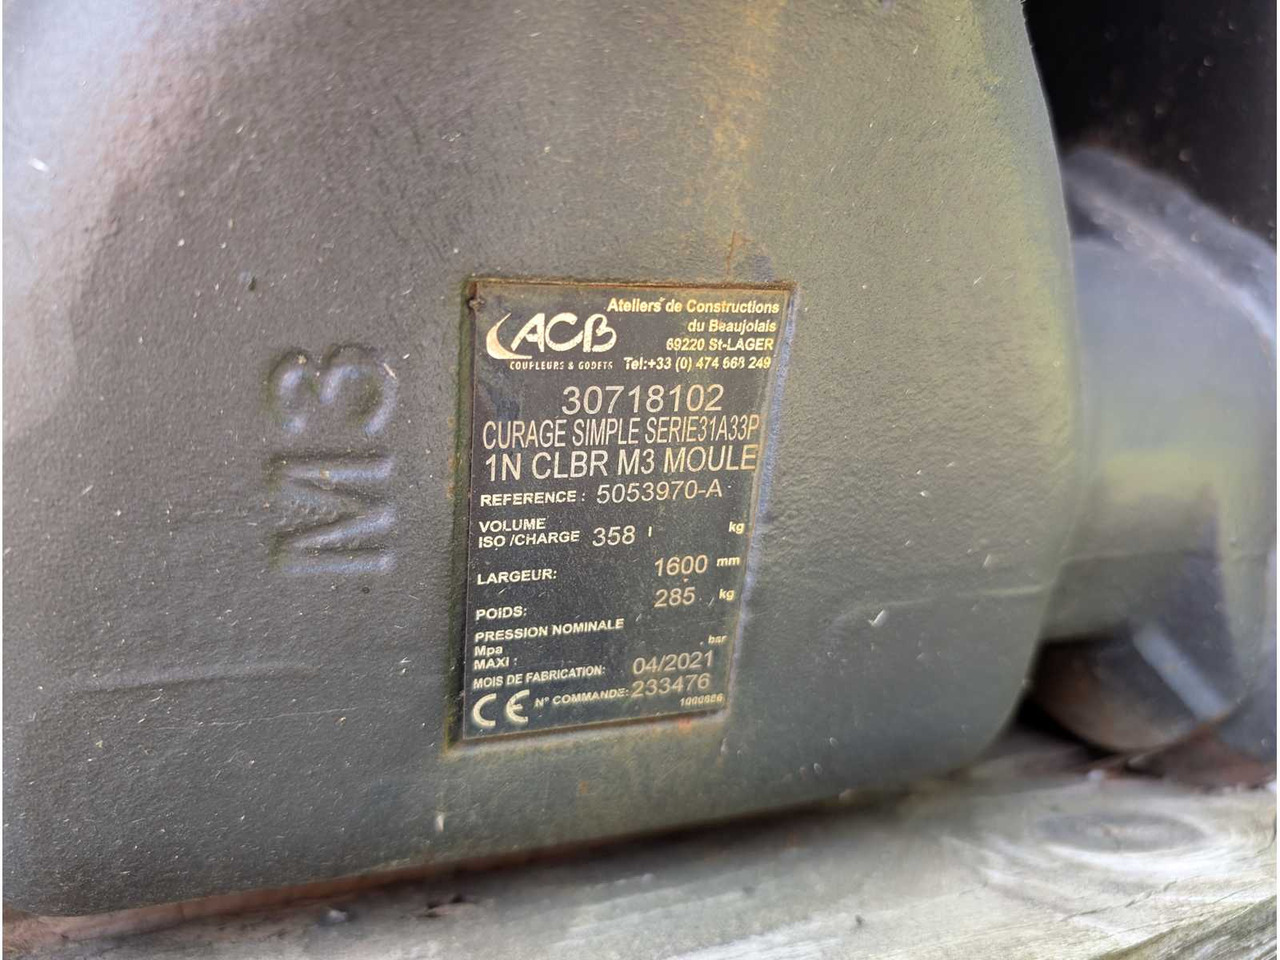 M3
ACB
COUPLEURS & GODETS
Ateliers de Constructions
du Beaujolais
69220 St-LAGER
Tel:+33 (0) 474 668 249
30718102
CURAGE SIMPLE SERIE31A33P
1N CLBR M3 MOULE
REFERENCE : 5053970-A
VOLUME
ISO /CHARGE 358 l kg
LARGEUR: 1600 mm
POIDS: 285 kg
PRESSION NOMINALE
Mpa bar
MAXI :
MOIS DE FABRICATION: 04/2021
CE N° COMMANDE: 233476
1000686